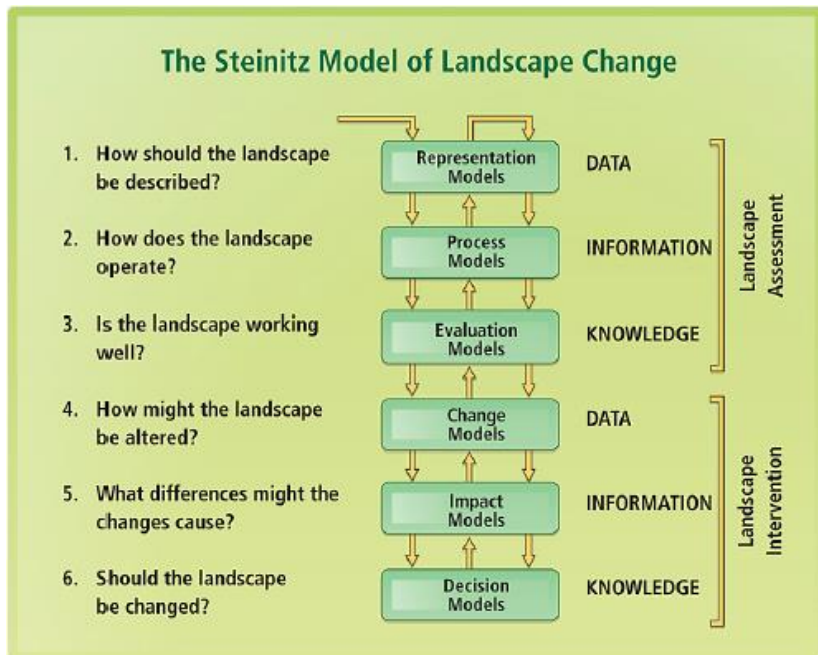 The Steinitz Model of Landscape Change
1. How should the landscape
be described?
Representation
Models
DATA
2. How does the landscape
operate?
Process
Models
INFORMATION
3. Is the landscape working
well?
Evaluation
Models
KNOWLEDGE
Landscape
Assessment
4. How might the landscape
be altered?
Change
Models
DATA
5. What differences might the
changes cause?
Impact
Models
INFORMATION
6. Should the landscape
be changed?
Decision
Models
KNOWLEDGE
Landscape
Intervention